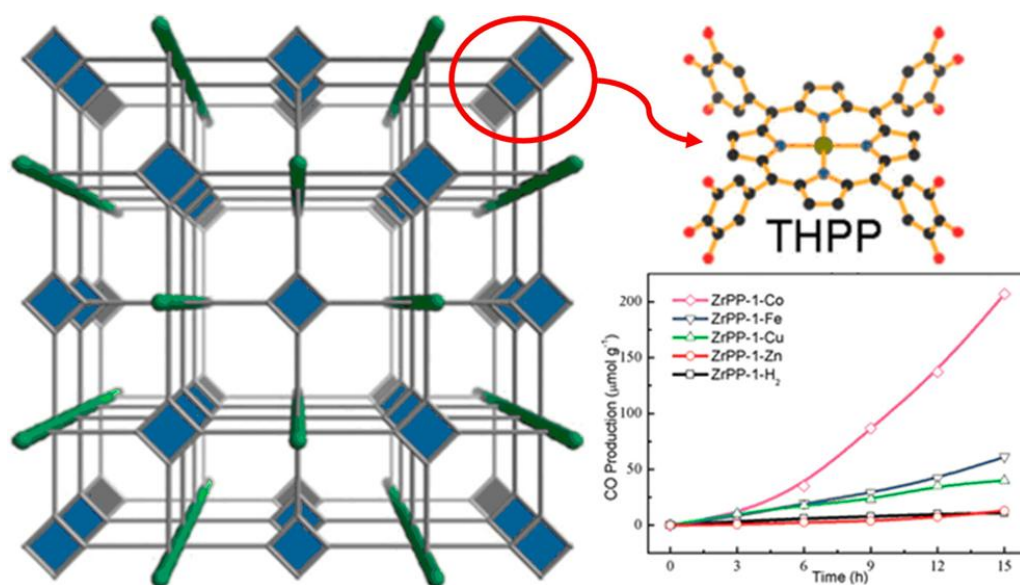 THPP
ZrPP-1-Co
ZrPP-1-Fe
ZrPP-1-Cu
ZrPP-1-Zn
ZrPP-1-H₂
CO Production (μmol g⁻¹)
200
150
100
50
0
0 3 6 9 12 15
Time (h)